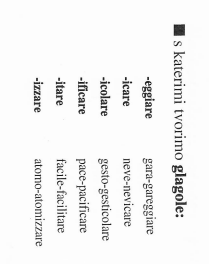 ■ s katerimi tvorimo glagole:
-eggiare gara-gareggiare
-icare neve-nevicare
-icolare gesto-gesticolare
-ificare pace-pacificare
-itare facile-facilitare
-izzare atomo-atomizzare